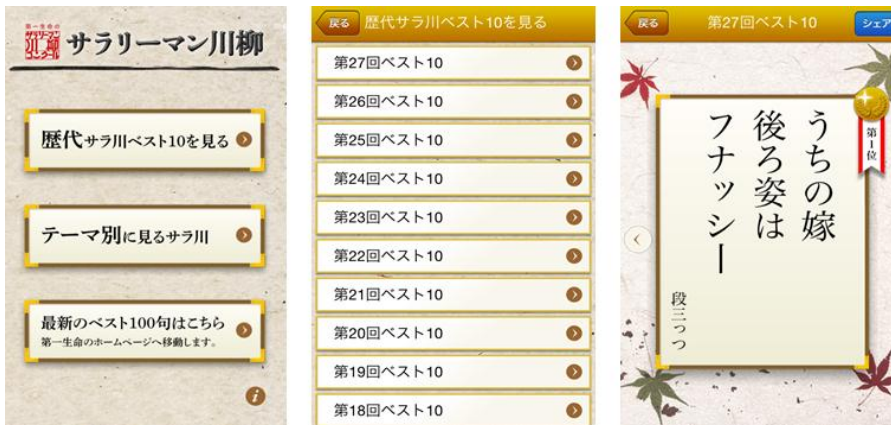 第一生命の
サラリーマン
川柳
コンクール
サラリーマン川柳
歴代サラ川ベスト10を見る
テーマ別に見るサラ川
最新のベスト100句はこちら
第一生命のホームページへ移動します。
i
戻る
歴代サラ川ベスト10を見る
第27回ベスト10
第26回ベスト10
第25回ベスト10
第24回ベスト10
第23回ベスト10
第22回ベスト10
第21回ベスト10
第20回ベスト10
第19回ベスト10
第18回ベスト10
戻る
第27回ベスト10
シェア
第1位
うちの嫁
後ろ姿は
フナッシー
段三っつ